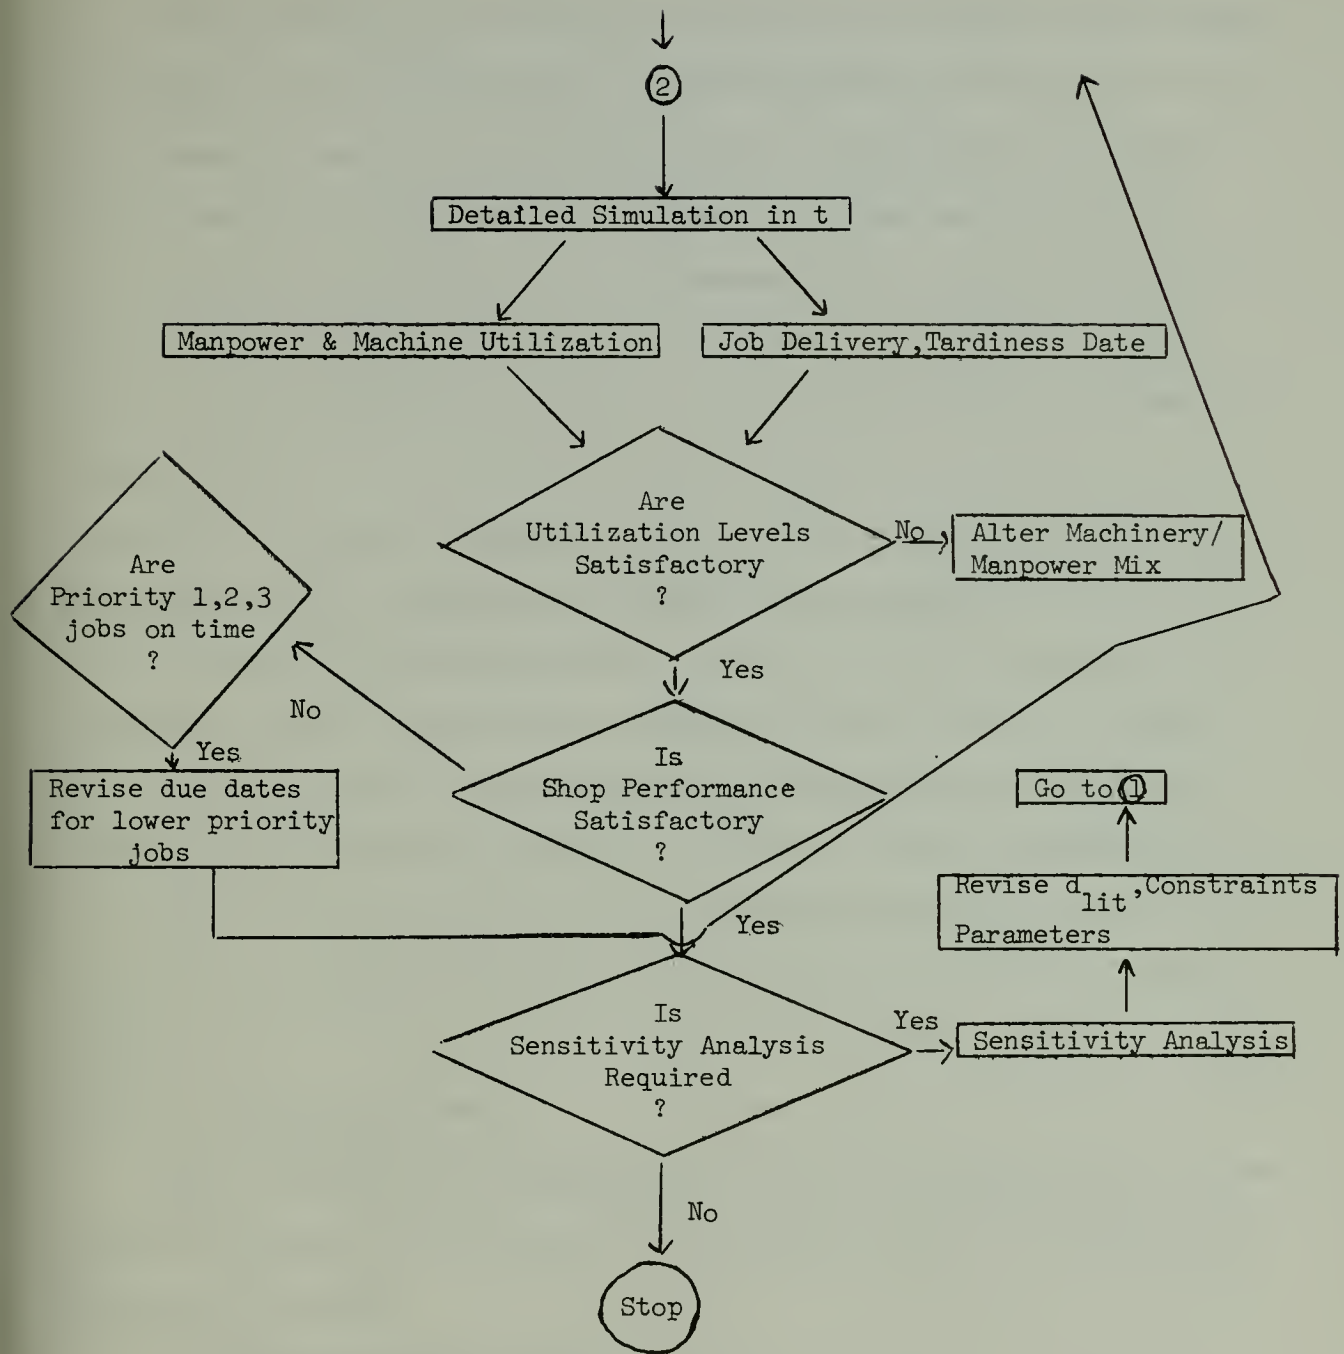 2
Detailed Simulation in t
Manpower & Machine Utilization
Job Delivery,Tardiness Date
Are
Utilization Levels
Satisfactory
?
No
Alter Machinery/
Manpower Mix
Are
Priority 1,2,3
jobs on time
?
Yes
No
Yes
Revise due dates
for lower priority
jobs
Is
Shop Performance
Satisfactory
?
Go to 1
Revise d_lit,Constraints
Parameters
Yes
Is
Sensitivity Analysis
Required
?
Yes
Sensitivity Analysis
No
Stop